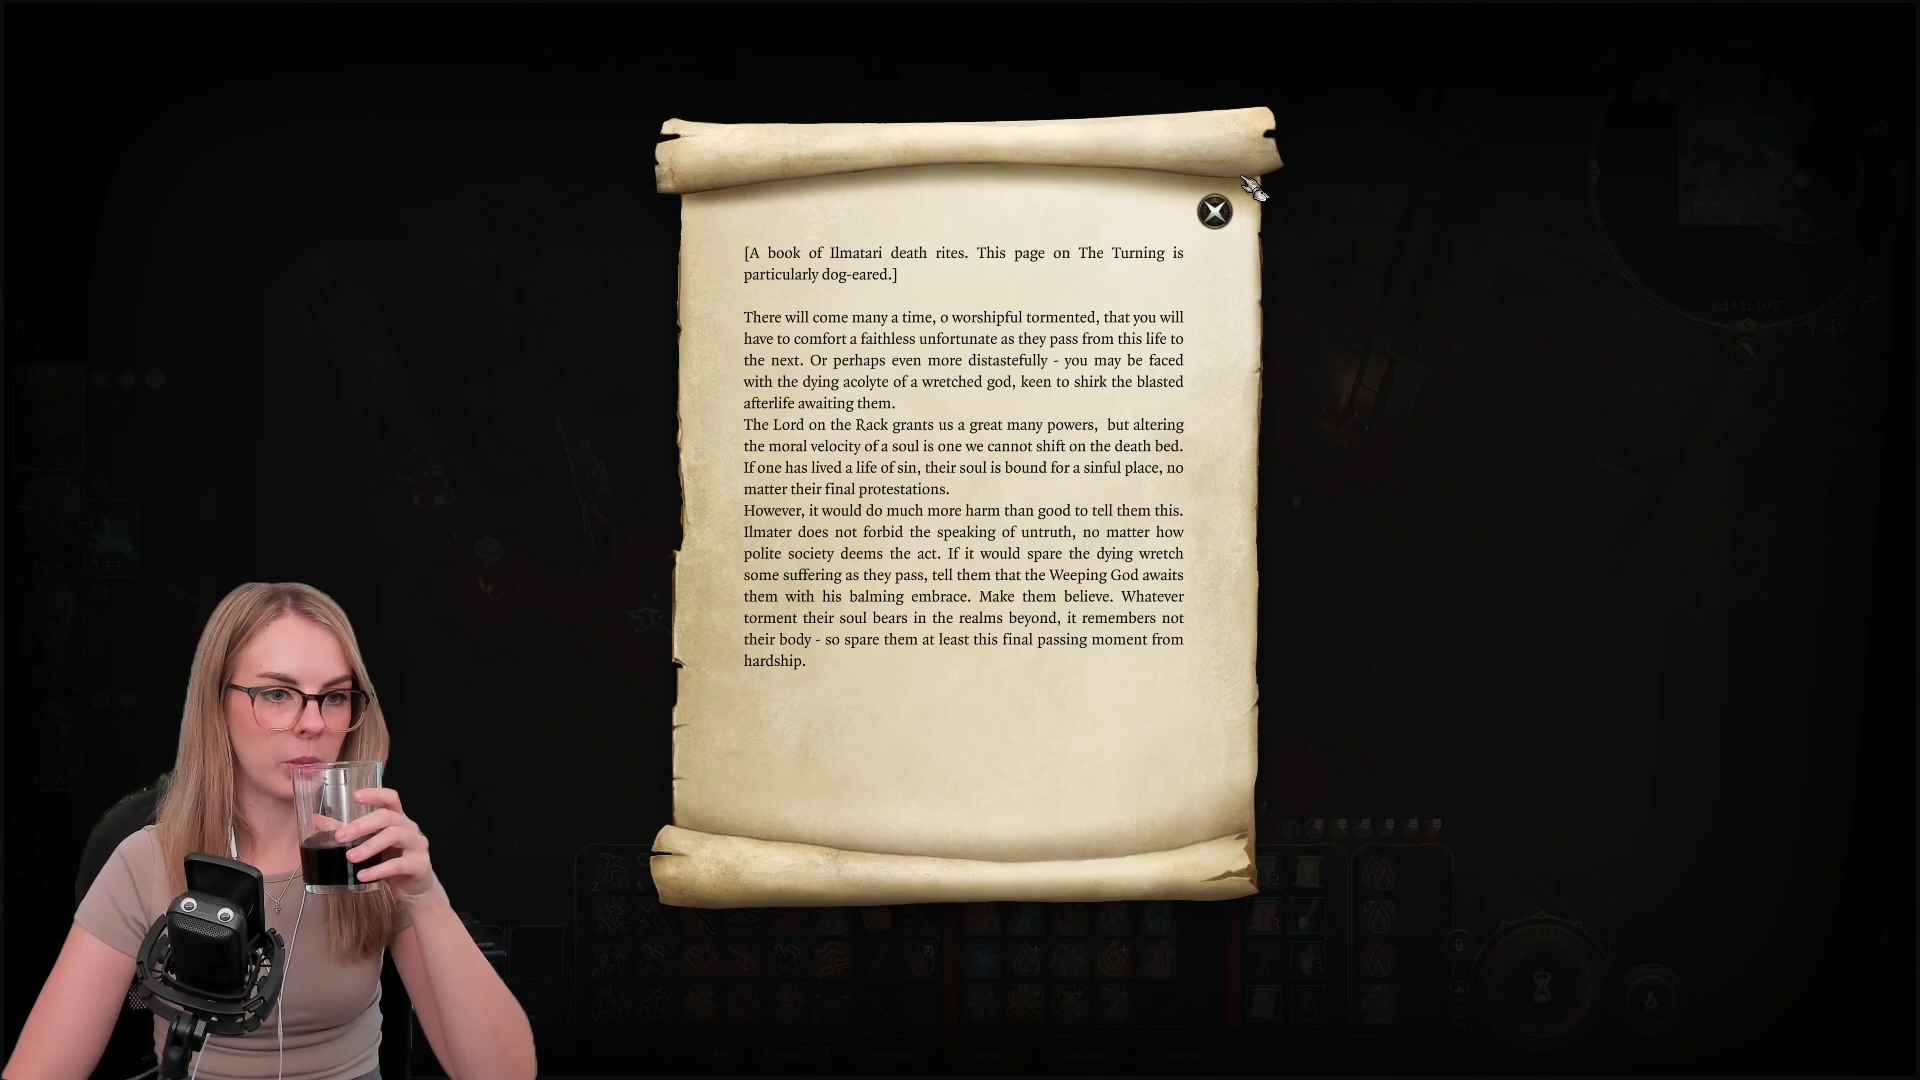 [A book of Ilmatari death rites. This page on The Turning is
particularly dog-eared.]
There will come many a time, o worshipful tormented, that you will
have to comfort a faithless unfortunate as they pass from this life to
the next. Or perhaps even more distastefully - you may be faced
with the dying acolyte of a wretched god, keen to shirk the blasted
afterlife awaiting them.
The Lord on the Rack grants us a great many powers,  but altering
the moral velocity of a soul is one we cannot shift on the death bed.
If one has lived a life of sin, their soul is bound for a sinful place, no
matter their final protestations.
However, it would do much more harm than good to tell them this.
Ilmater does not forbid the speaking of untruth, no matter how
polite society deems the act. If it would spare the dying wretch
some suffering as they pass, tell them that the Weeping God awaits
them with his balming embrace. Make them believe. Whatever
torment their soul bears in the realms beyond, it remembers not
their body - so spare them at least this final passing moment from
hardship.